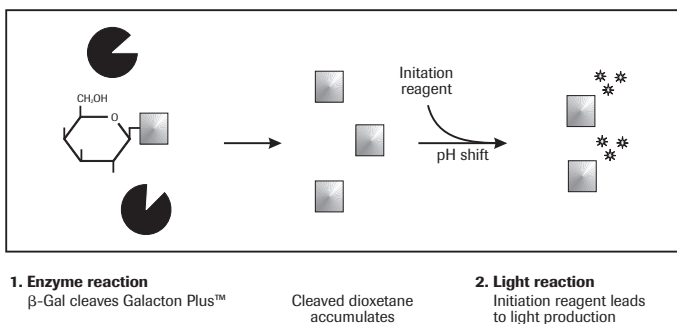 CH₂OH
O
Initation
reagent
pH shift
1. Enzyme reaction
β-Gal cleaves Galacton Plus™
Cleaved dioxetane
accumulates
2. Light reaction
Initiation reagent leads
to light production